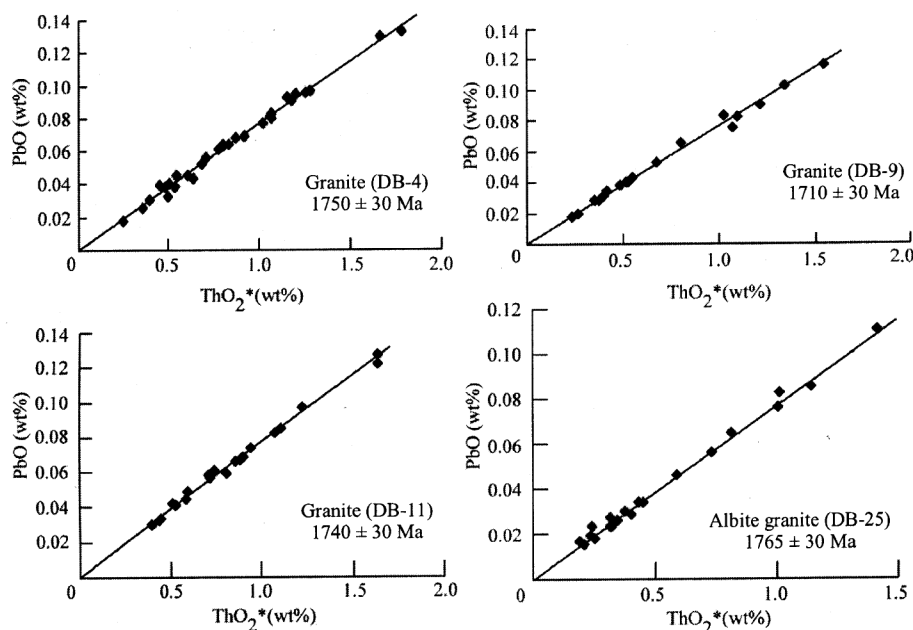 0.14
0.12
0.10
0.08
0.06
0.04
0.02
PbO (wt%)
Granite (DB-4)
1750 ± 30 Ma
0 0.5 1.0 1.5 2.0
ThO2*(wt%)
0.14
0.12
0.10
0.08
0.06
0.04
0.02
PbO (wt%)
Granite (DB-9)
1710 ± 30 Ma
0 0.5 1.0 1.5 2.0
ThO2*(wt%)
0.14
0.12
0.10
0.08
0.06
0.04
0.02
PbO (wt%)
Granite (DB-11)
1740 ± 30 Ma
0 0.5 1.0 1.5 2.0
ThO2*(wt%)
0.12
0.10
0.08
0.06
0.04
0.02
PbO (wt%)
Albite granite (DB-25)
1765 ± 30 Ma
0 0.5 1.0 1.5
ThO2*(wt%)